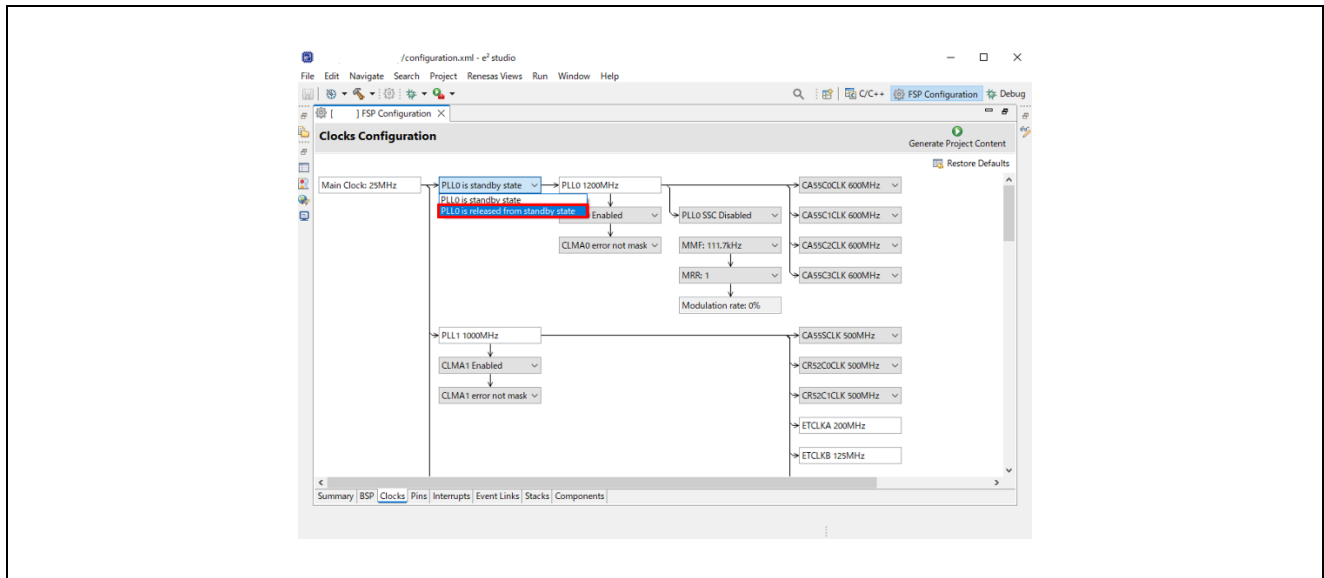 /configuration.xml - e² studio
File Edit Navigate Search Project Renesas Views Run Window Help
C/C++ FSP Configuration Debug
[ ] FSP Configuration
Clocks Configuration
Generate Project Content
Restore Defaults
Main Clock: 25MHz
PLL0 is standby state
PLL0 1200MHz
CA55C0CLK 600MHz
PLL0 is standby state
PLL0 is released from standby state
Enabled
PLL0 SSC Disabled
CA55C1CLK 600MHz
CLMA0 error not mask
MMF: 111.7kHz
CA55C2CLK 600MHz
MRR: 1
CA55C3CLK 600MHz
Modulation rate: 0%
PLL1 1000MHz
CA55SCLK 500MHz
CLMA1 Enabled
CR52C0CLK 500MHz
CLMA1 error not mask
CR52C1CLK 500MHz
ETCLKA 200MHz
ETCLKB 125MHz
Summary BSP Clocks Pins Interrupts Event Links Stacks Components